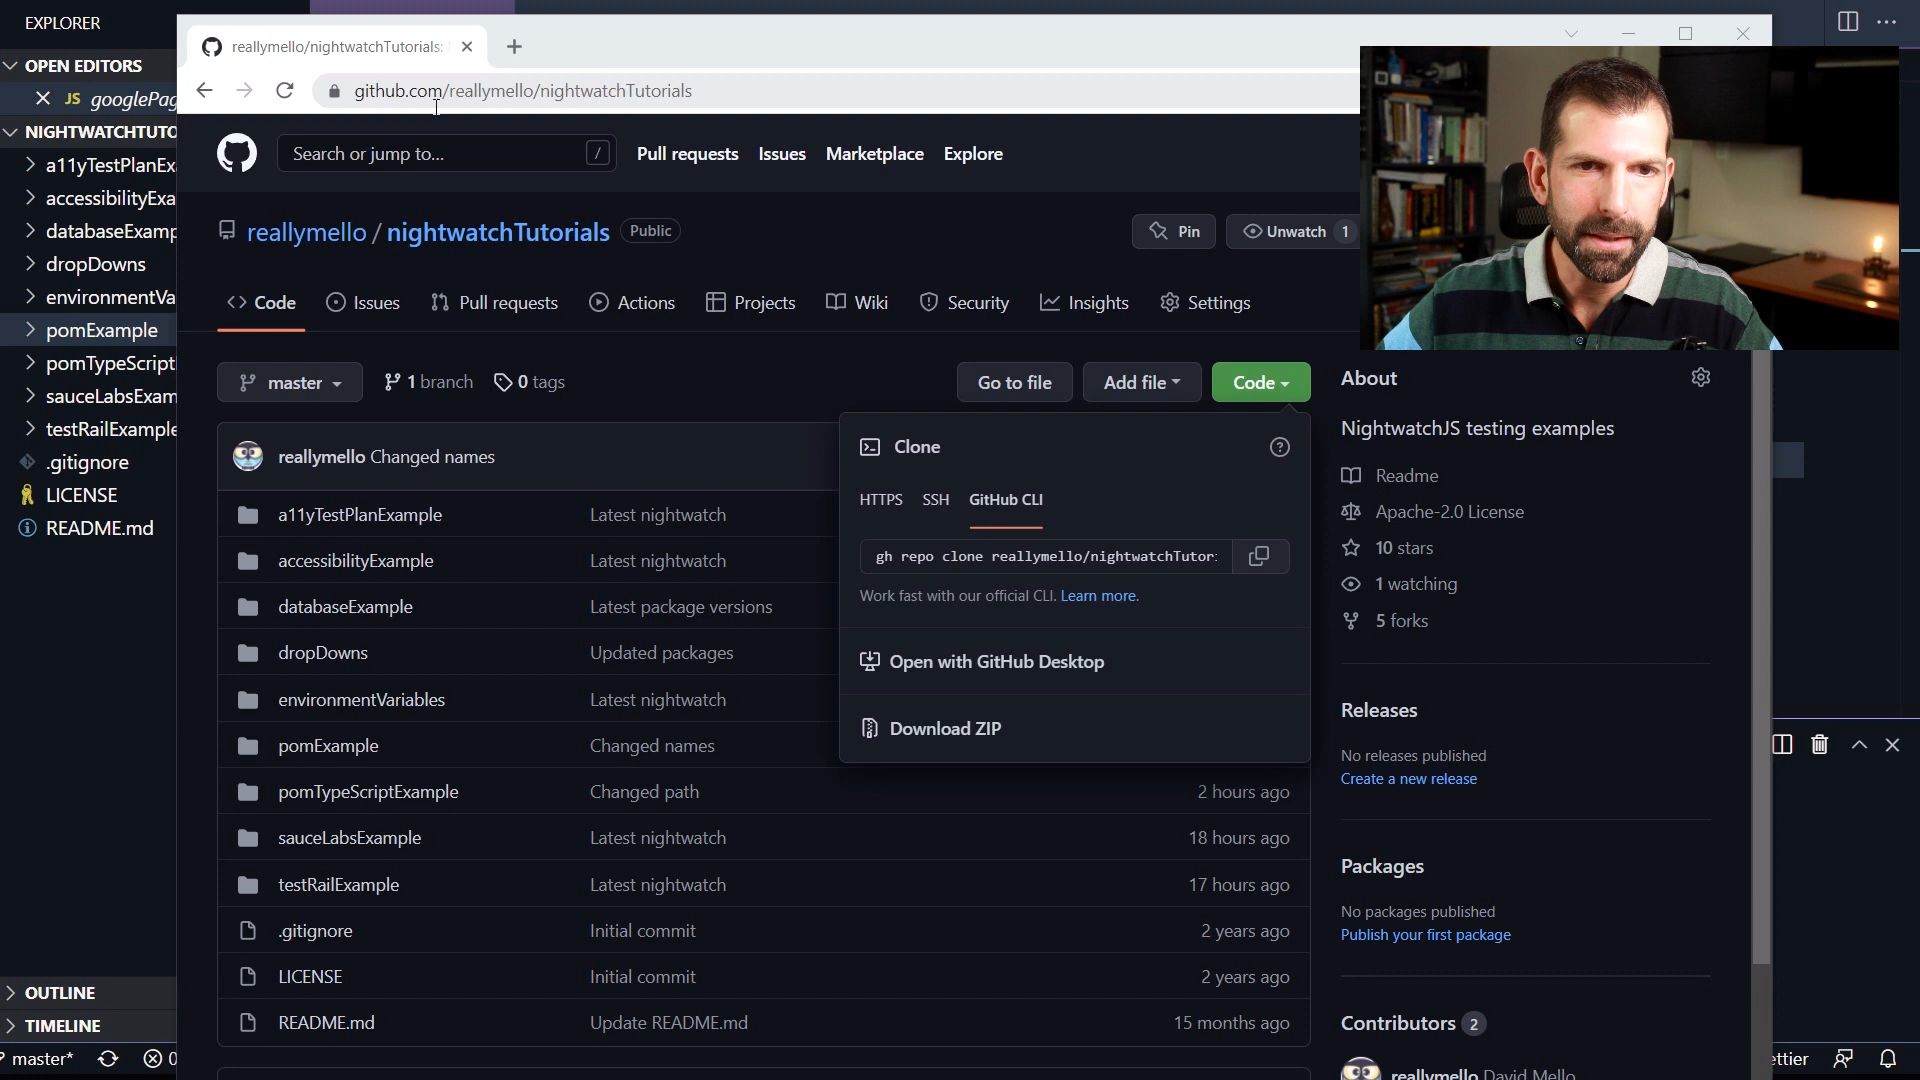 EXPLORER
OPEN EDITORS
JS googlePag
NIGHTWATCHTUTO
a11yTestPlanEx
accessibilityExa
databaseExamp
dropDowns
environmentVa
pomExample
pomTypeScript
sauceLabsExam
testRailExample
.gitignore
LICENSE
README.md
OUTLINE
TIMELINE
master*
0
reallymello/nightwatchTutorials:
github.com/reallymello/nightwatchTutorials
Search or jump to...
/
Pull requests
Issues
Marketplace
Explore
reallymello / nightwatchTutorials
Public
Pin
Unwatch 1
Code
Issues
Pull requests
Actions
Projects
Wiki
Security
Insights
Settings
master
1 branch
0 tags
Go to file
Add file
Code
reallymello Changed names
a11yTestPlanExample Latest nightwatch
accessibilityExample Latest nightwatch
databaseExample Latest package versions
dropDowns Updated packages
environmentVariables Latest nightwatch
pomExample Changed names
pomTypeScriptExample Changed path 2 hours ago
sauceLabsExample Latest nightwatch 18 hours ago
testRailExample Latest nightwatch 17 hours ago
.gitignore Initial commit 2 years ago
LICENSE Initial commit 2 years ago
README.md Update README.md 15 months ago
Clone
HTTPS SSH GitHub CLI
gh repo clone reallymello/nightwatchTutor
Work fast with our official CLI. Learn more.
Open with GitHub Desktop
Download ZIP
About
NightwatchJS testing examples
Readme
Apache-2.0 License
10 stars
1 watching
5 forks
Releases
No releases published
Create a new release
Packages
No packages published
Publish your first package
Contributors 2
reallymello David Mello
ettier